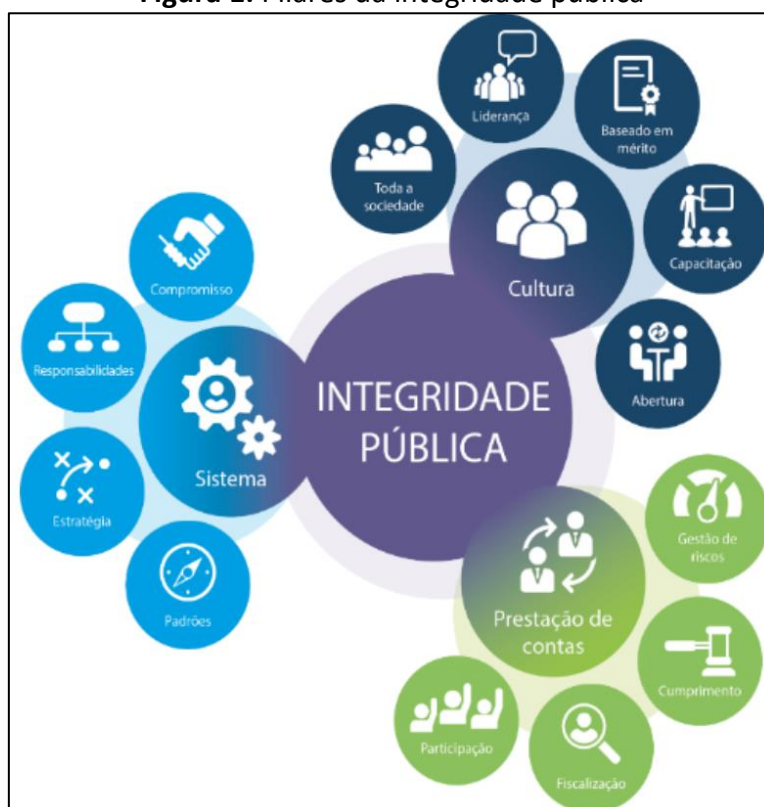 Figura 1: Pilares da integridade pública
Liderança
Baseado em
mérito
Toda a
sociedade
Cultura
Capacitação
Abertura
Compromisso
Responsabilidades
Sistema
Estratégia
Padrões
INTEGRIDADE
PÚBLICA
Gestão de
riscos
Prestação de
contas
Cumprimento
Participação
Fiscalização